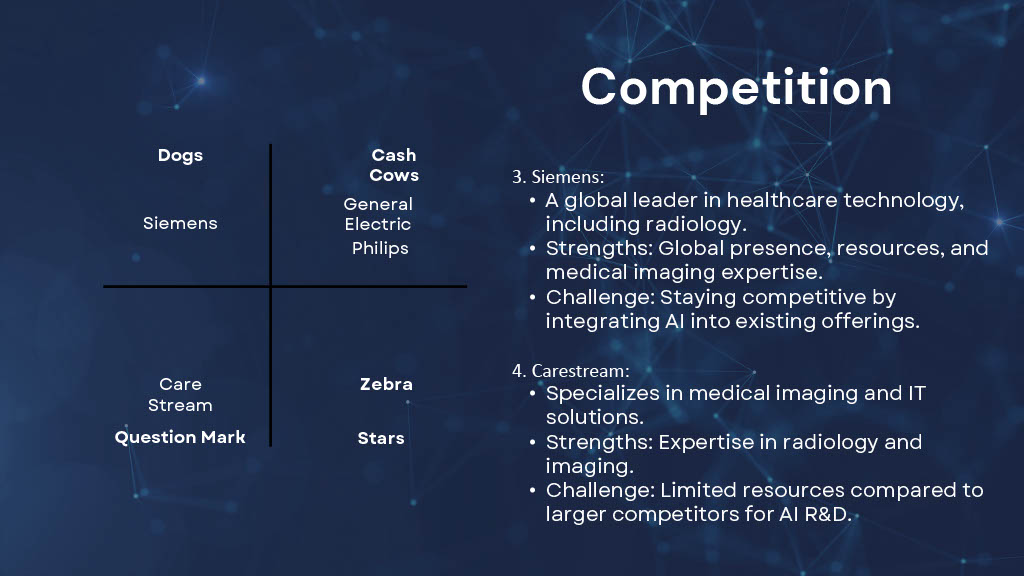 Competition
Dogs
Cash
Cows
Siemens
General
Electric
Philips
Care
Stream
Question Mark
Zebra
Stars
3. Siemens:
• A global leader in healthcare technology,
including radiology.
• Strengths: Global presence, resources, and
medical imaging expertise.
• Challenge: Staying competitive by
integrating AI into existing offerings.
4. Carestream:
• Specializes in medical imaging and IT
solutions.
• Strengths: Expertise in radiology and
imaging.
• Challenge: Limited resources compared to
larger competitors for AI R&D.